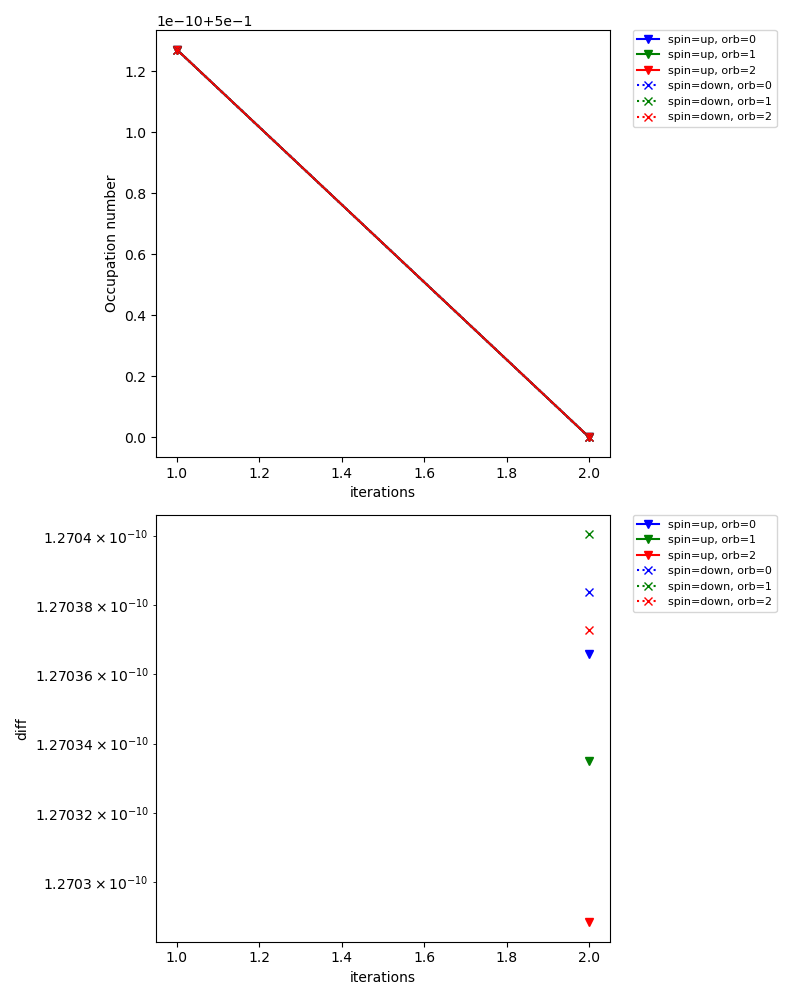 1e−10+5e−1
1.2
1.0
0.8
0.6
0.4
0.2
0.0
Occupation number
1.0 1.2 1.4 1.6 1.8 2.0
iterations
spin=up, orb=0
spin=up, orb=1
spin=up, orb=2
spin=down, orb=0
spin=down, orb=1
spin=down, orb=2
1.2704 × 10⁻¹⁰
1.27038 × 10⁻¹⁰
1.27036 × 10⁻¹⁰
1.27034 × 10⁻¹⁰
1.27032 × 10⁻¹⁰
1.2703 × 10⁻¹⁰
diff
1.0 1.2 1.4 1.6 1.8 2.0
iterations
spin=up, orb=0
spin=up, orb=1
spin=up, orb=2
spin=down, orb=0
spin=down, orb=1
spin=down, orb=2